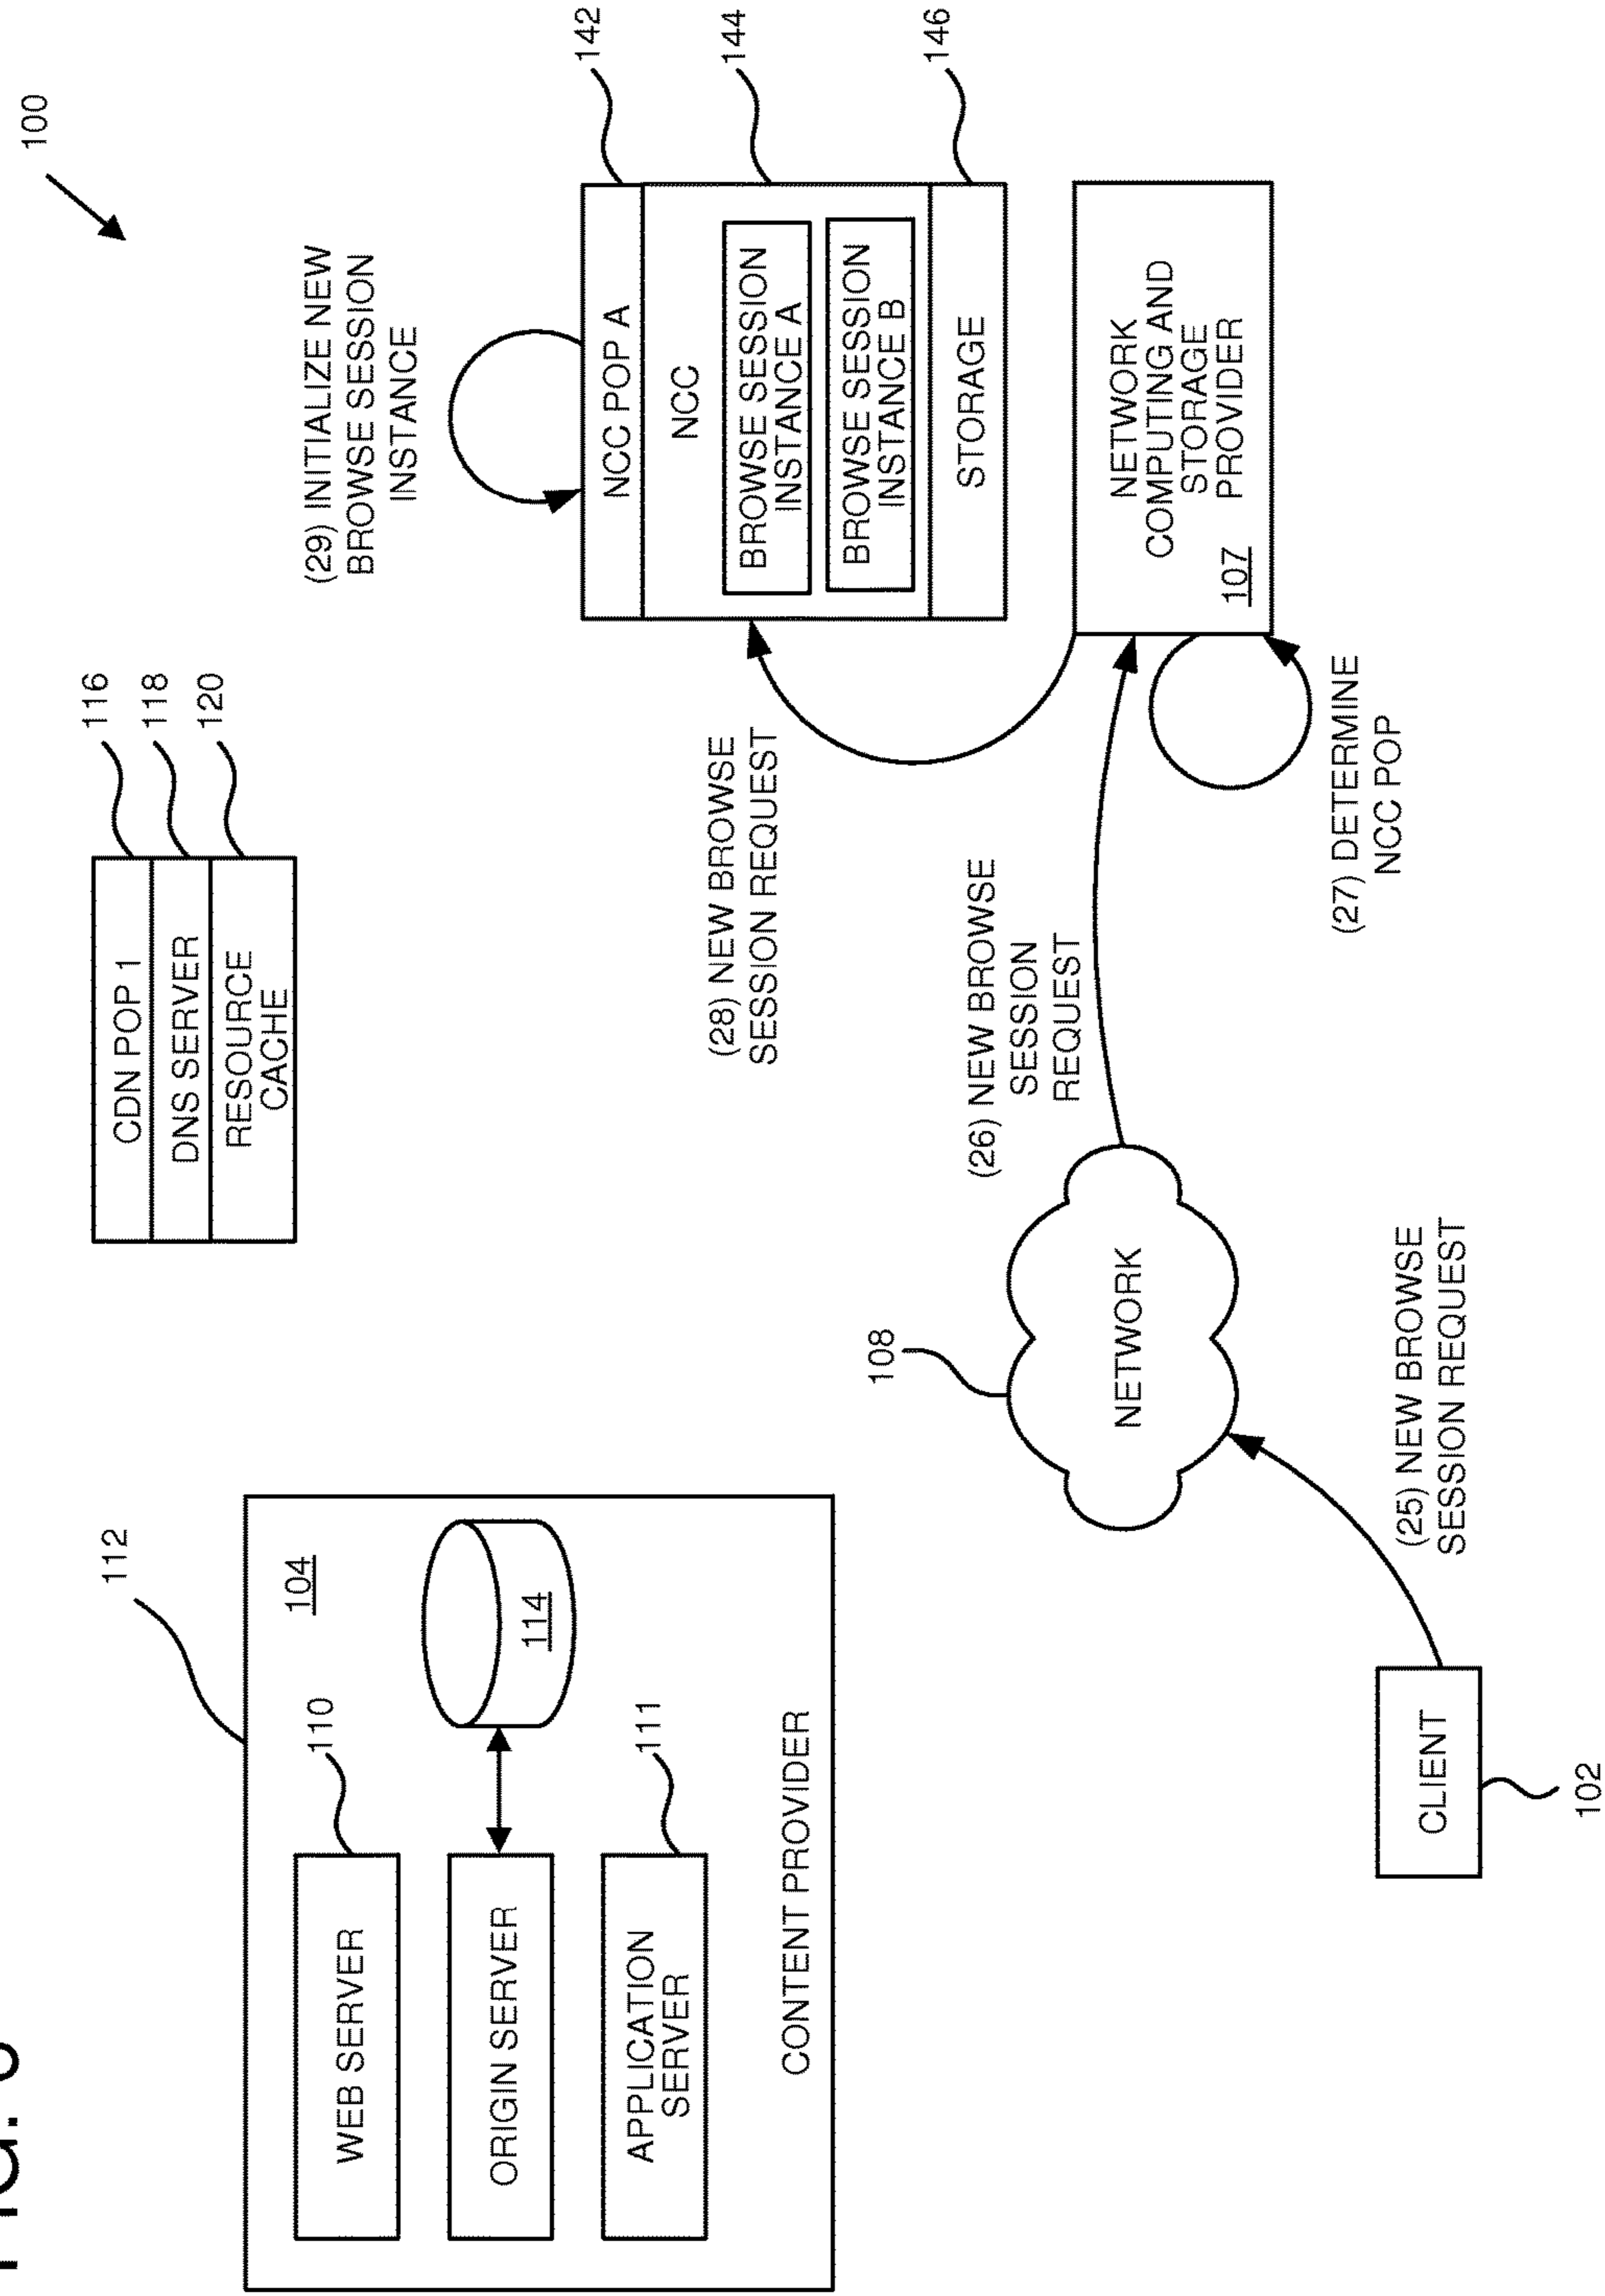 100
112
104
110
WEB SERVER
ORIGIN SERVER
114
111
APPLICATION
SERVER
CONTENT PROVIDER
116
118
120
CDN POP 1
DNS SERVER
RESOURCE
CACHE
(29) INITIALIZE NEW
BROWSE SESSION
INSTANCE
142
144
146
NCC POP A
NCC
BROWSE SESSION
INSTANCE A
BROWSE SESSION
INSTANCE B
STORAGE
(28) NEW BROWSE
SESSION REQUEST
NETWORK
COMPUTING AND
STORAGE
PROVIDER
107
(26) NEW BROWSE
SESSION
REQUEST
(27) DETERMINE
NCC POP
108
NETWORK
(25) NEW BROWSE
SESSION REQUEST
CLIENT
102